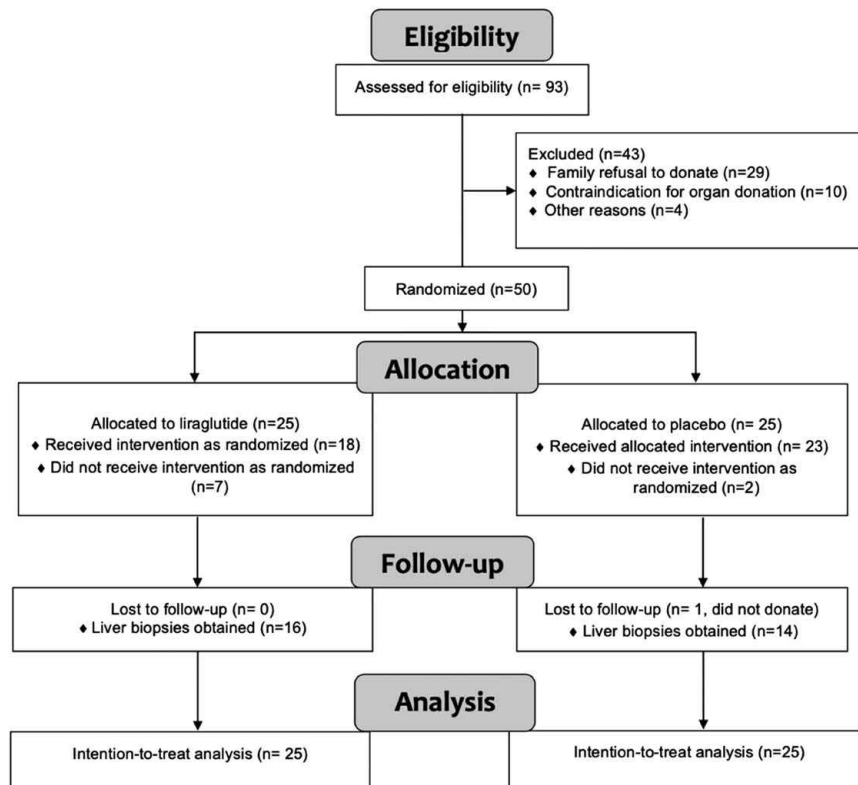 Eligibility
Assessed for eligibility (n= 93)
Excluded (n=43)
♦ Family refusal to donate (n=29)
♦ Contraindication for organ donation (n=10)
♦ Other reasons (n=4)
Randomized (n=50)
Allocation
Allocated to liraglutide (n=25)
♦ Received intervention as randomized (n=18)
♦ Did not receive intervention as randomized
(n=7)
Allocated to placebo (n= 25)
♦ Received allocated intervention (n= 23)
♦ Did not receive intervention as
randomized (n=2)
Follow-up
Lost to follow-up (n= 0)
♦ Liver biopsies obtained (n=16)
Lost to follow-up (n= 1, did not donate)
♦ Liver biopsies obtained (n=14)
Analysis
Intention-to-treat analysis (n= 25)
Intention-to-treat analysis (n=25)